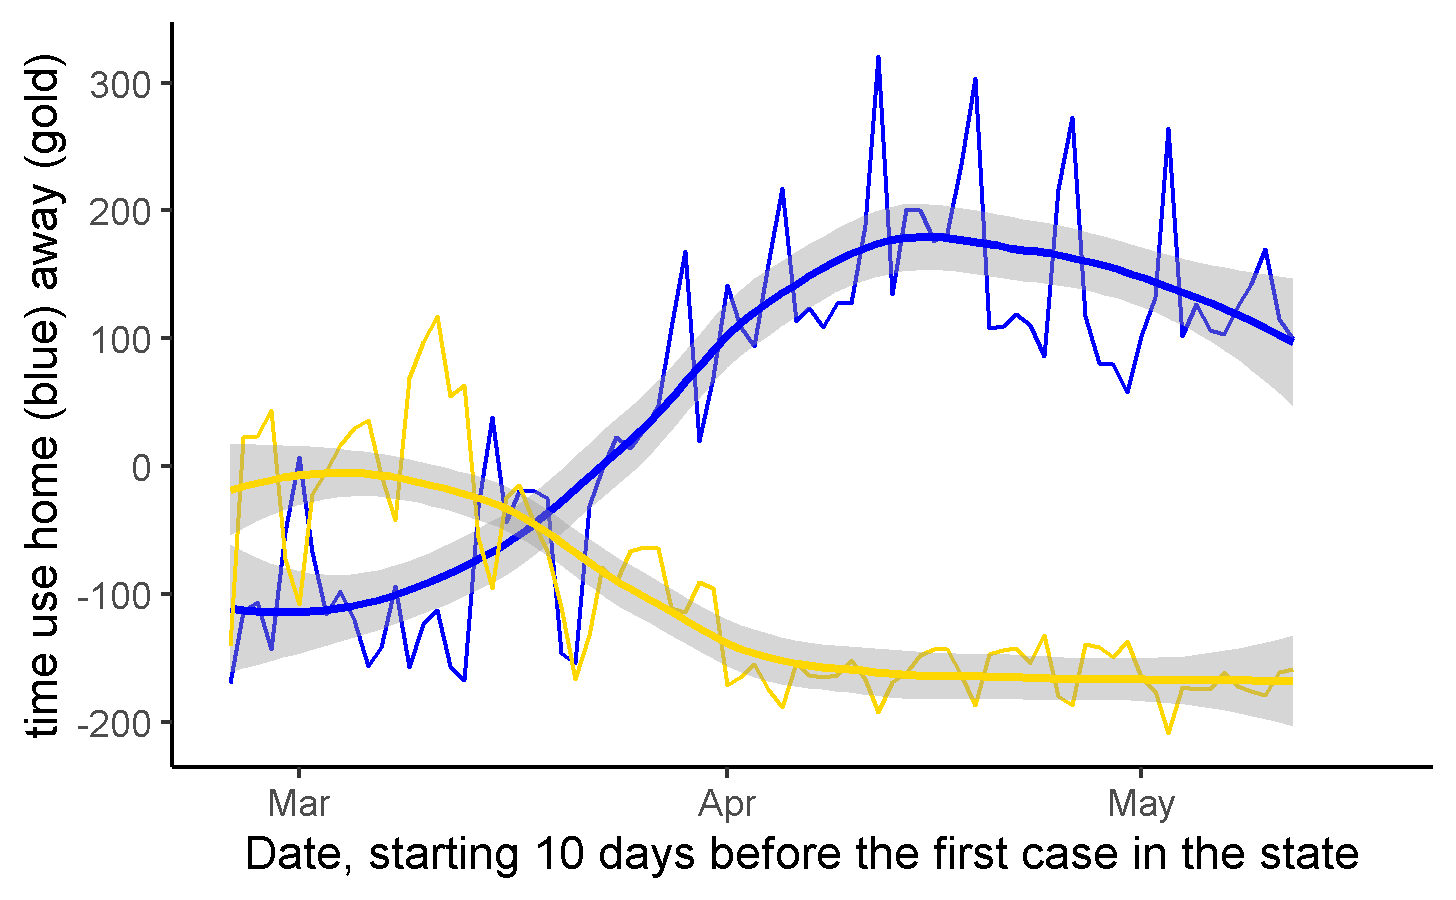 time use home (blue) away (gold)
300
200
100
0
-100
-200
Mar
Apr
May
Date, starting 10 days before the first case in the state